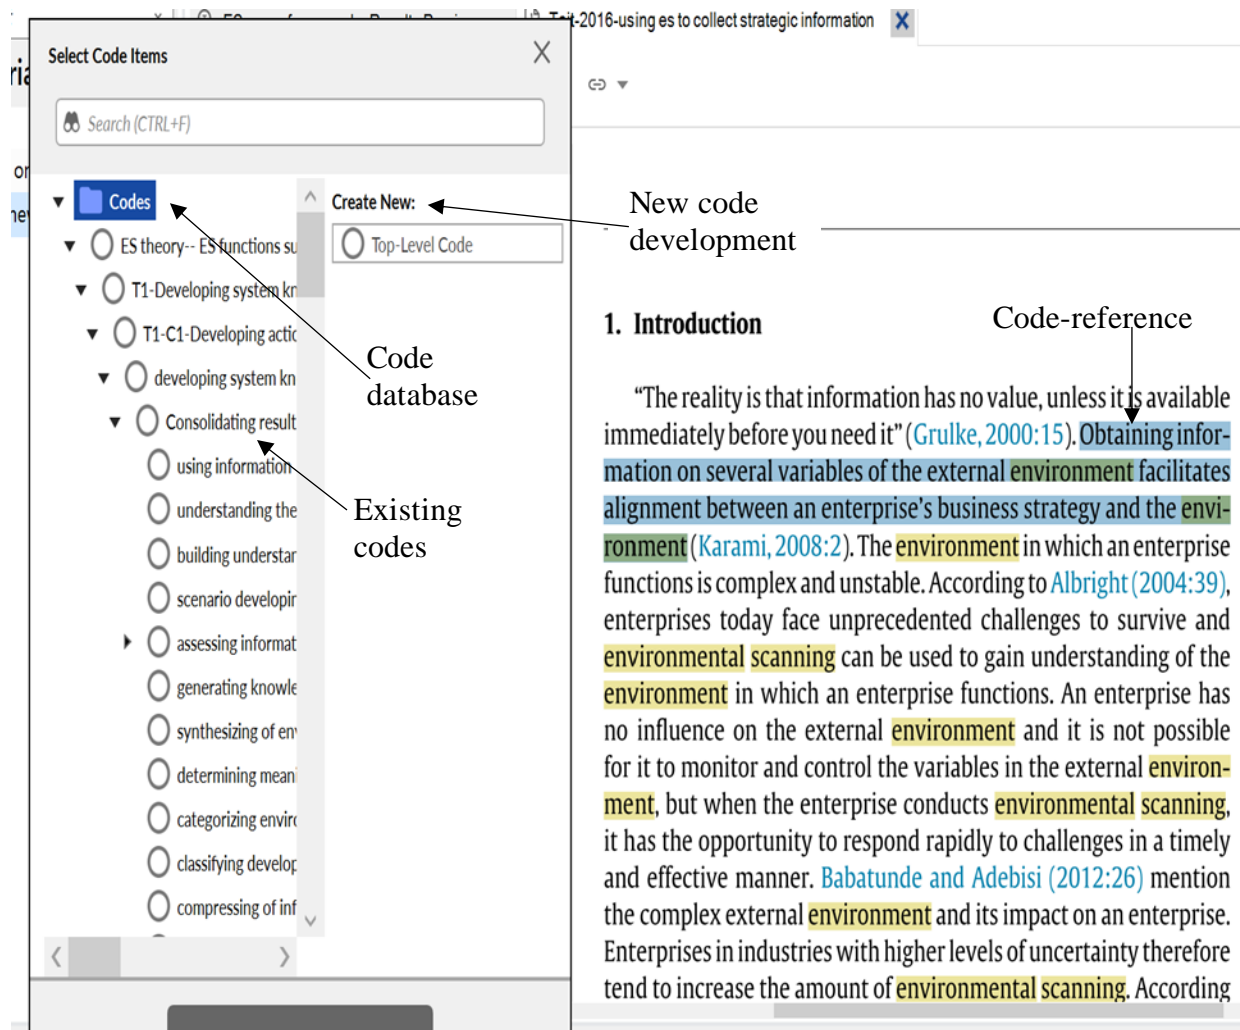 Tait-2016-using es to collect strategic information
Select Code Items
Search (CTRL+F)
Codes
ES theory-- ES functions su
T1-Developing system kn
T1-C1-Developing actic
developing system kn
Consolidating result
using information
understanding the
building understar
scenario developir
assessing informat
generating knowle
synthesizing of env
determining meani
categorizing enviro
classifying develop
compressing of inf
Create New:
Top-Level Code
New code
development
Code
database
Existing
codes
Code-reference
1. Introduction
“The reality is that information has no value, unless it is available
immediately before you need it” (Grulke, 2000:15). Obtaining infor-
mation on several variables of the external environment facilitates
alignment between an enterprise’s business strategy and the envi-
ronment (Karami, 2008:2). The environment in which an enterprise
functions is complex and unstable. According to Albright (2004:39),
enterprises today face unprecedented challenges to survive and
environmental scanning can be used to gain understanding of the
environment in which an enterprise functions. An enterprise has
no influence on the external environment and it is not possible
for it to monitor and control the variables in the external environ-
ment, but when the enterprise conducts environmental scanning,
it has the opportunity to respond rapidly to challenges in a timely
and effective manner. Babatunde and Adebisi (2012:26) mention
the complex external environment and its impact on an enterprise.
Enterprises in industries with higher levels of uncertainty therefore
tend to increase the amount of environmental scanning. According